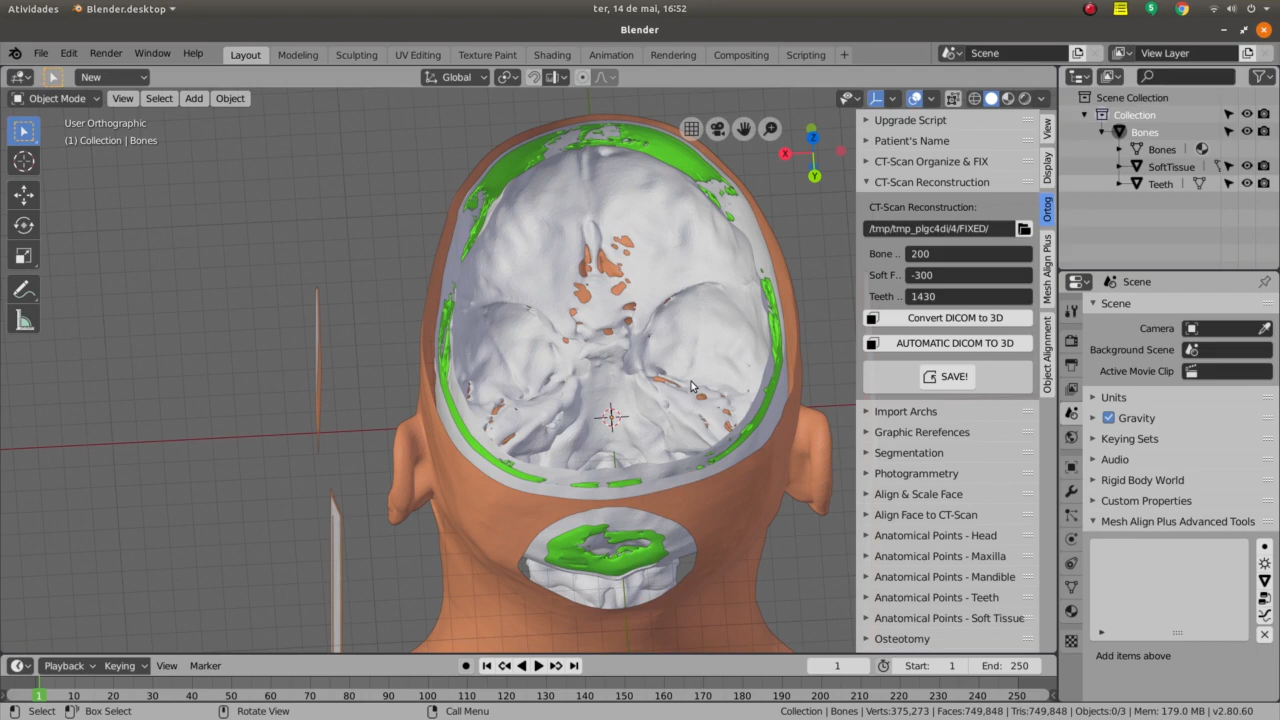 Atividades Blender.desktop ter, 14 de mai, 16:52
Blender
File Edit Render Window Help Layout Modeling Sculpting UV Editing Texture Paint Shading Animation Rendering Compositing Scripting + Scene View Layer
New Global
Object Mode View Select Add Object
User Orthographic
(1) Collection | Bones
X Z Y
Upgrade Script
Patient's Name
CT-Scan Organize & FIX
CT-Scan Reconstruction
CT-Scan Reconstruction:
/tmp/tmp_plgc4di/4/FIXED/
Bone .. 200
Soft F.. -300
Teeth .. 1430
Convert DICOM to 3D
AUTOMATIC DICOM TO 3D
SAVE!
Import Archs
Graphic Rerefences
Segmentation
Photogrammetry
Align & Scale Face
Align Face to CT-Scan
Anatomical Points - Head
Anatomical Points - Maxilla
Anatomical Points - Mandible
Anatomical Points - Teeth
Anatomical Points - Soft Tissue
Osteotomy
View
Display
Ortog
Mesh Align Plus
Object Alignment
Scene Collection
Collection
Bones
Bones
SoftTissue
Teeth
Scene
Scene
Camera
Background Scene
Active Movie Clip
Units
Gravity
Keying Sets
Audio
Rigid Body World
Custom Properties
Mesh Align Plus Advanced Tools
Add items above
Playback Keying View Marker 1 Start: 1 End: 250
1 10 20 30 40 50 60 70 80 90 100 110 120 130 140 150 160 170 180 190 200 210 220 230 240 250
Select Box Select Rotate View Call Menu Collection | Bones | Verts:375,273 | Faces:749,848 | Tris:749,848 | Objects:0/3 | Mem: 179.0 MB | v2.80.60